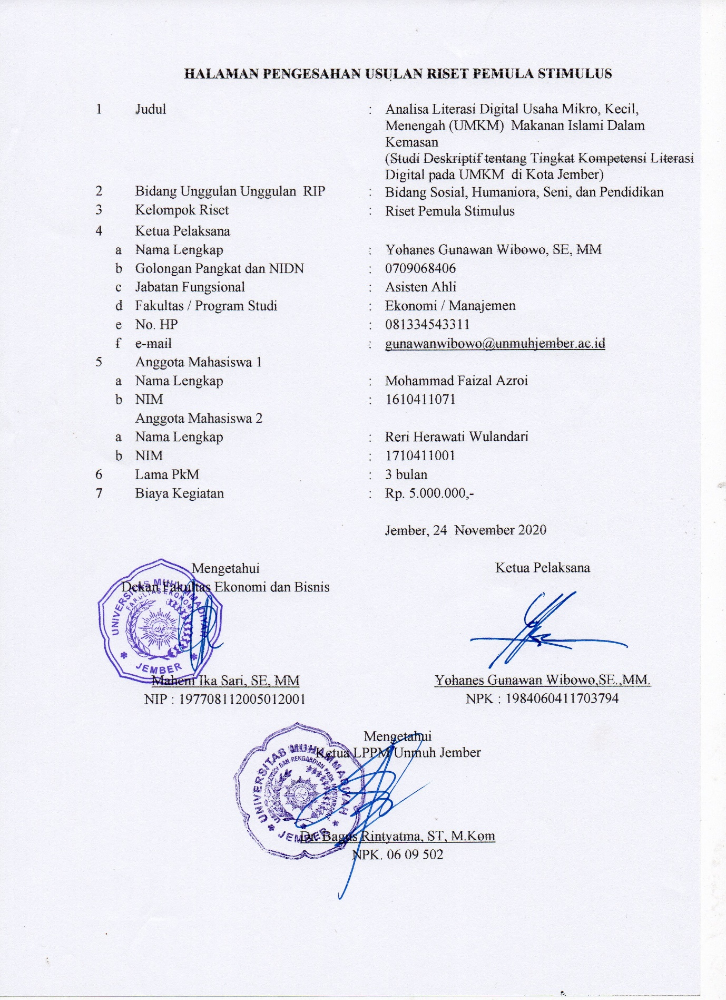 HALAMAN PENGESAHAN USULAN RISET PEMULA STIMULUS
1 Judul : Analisa Literasi Digital Usaha Mikro, Kecil,
Menengah (UMKM) Makanan Islami Dalam
Kemasan
(Studi Deskriptif tentang Tingkat Kompetensi Literasi
Digital pada UMKM di Kota Jember)
2 Bidang Unggulan Unggulan RIP : Bidang Sosial, Humaniora, Seni, dan Pendidikan
3 Kelompok Riset : Riset Pemula Stimulus
4 Ketua Pelaksana
a Nama Lengkap : Yohanes Gunawan Wibowo, SE, MM
b Golongan Pangkat dan NIDN : 0709068406
c Jabatan Fungsional : Asisten Ahli
d Fakultas / Program Studi : Ekonomi / Manajemen
e No. HP : 081334543311
f e-mail : gunawanwibowo@unmuhjember.ac.id
5 Anggota Mahasiswa 1
a Nama Lengkap : Mohammad Faizal Azroi
b NIM : 1610411071
Anggota Mahasiswa 2
a Nama Lengkap : Reri Herawati Wulandari
b NIM : 1710411001
6 Lama PkM : 3 bulan
7 Biaya Kegiatan : Rp. 5.000.000,-
Jember, 24 November 2020
Mengetahui Ketua Pelaksana
Dekan Fakultas Ekonomi dan Bisnis
UNIVERSITAS MUHAMMADIYAH
FAKULTAS EKONOMI
JEMBER
Maheni Ika Sari, SE, MM Yohanes Gunawan Wibowo,SE.,MM.
NIP : 197708112005012001 NPK : 1984060411703794
Mengetahui
Ketua LPPM Unmuh Jember
UNIVERSITAS MUHAMMADIYAH
DAN PENGABDIAN PADA MASYARAKAT
JEMBER
Dr. Bagus Rintyatma, ST, M.Kom
NPK. 06 09 502